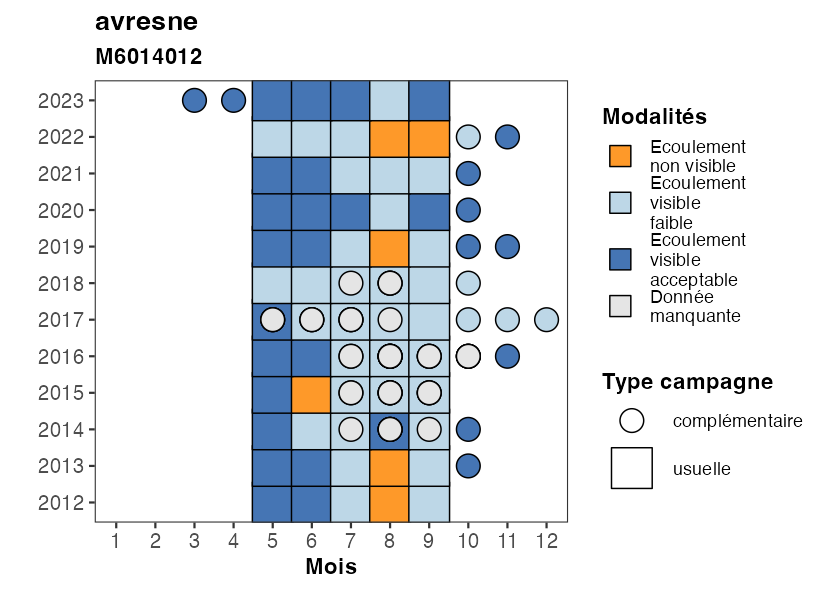 avresne
M6014012
2023
2022
2021
2020
2019
2018
2017
2016
2015
2014
2013
2012
1 2 3 4 5 6 7 8 9 10 11 12
Mois
Modalités
Ecoulement
non visible
Ecoulement
visible
faible
Ecoulement
visible
acceptable
Donnée
manquante
Type campagne
complémentaire
usuelle